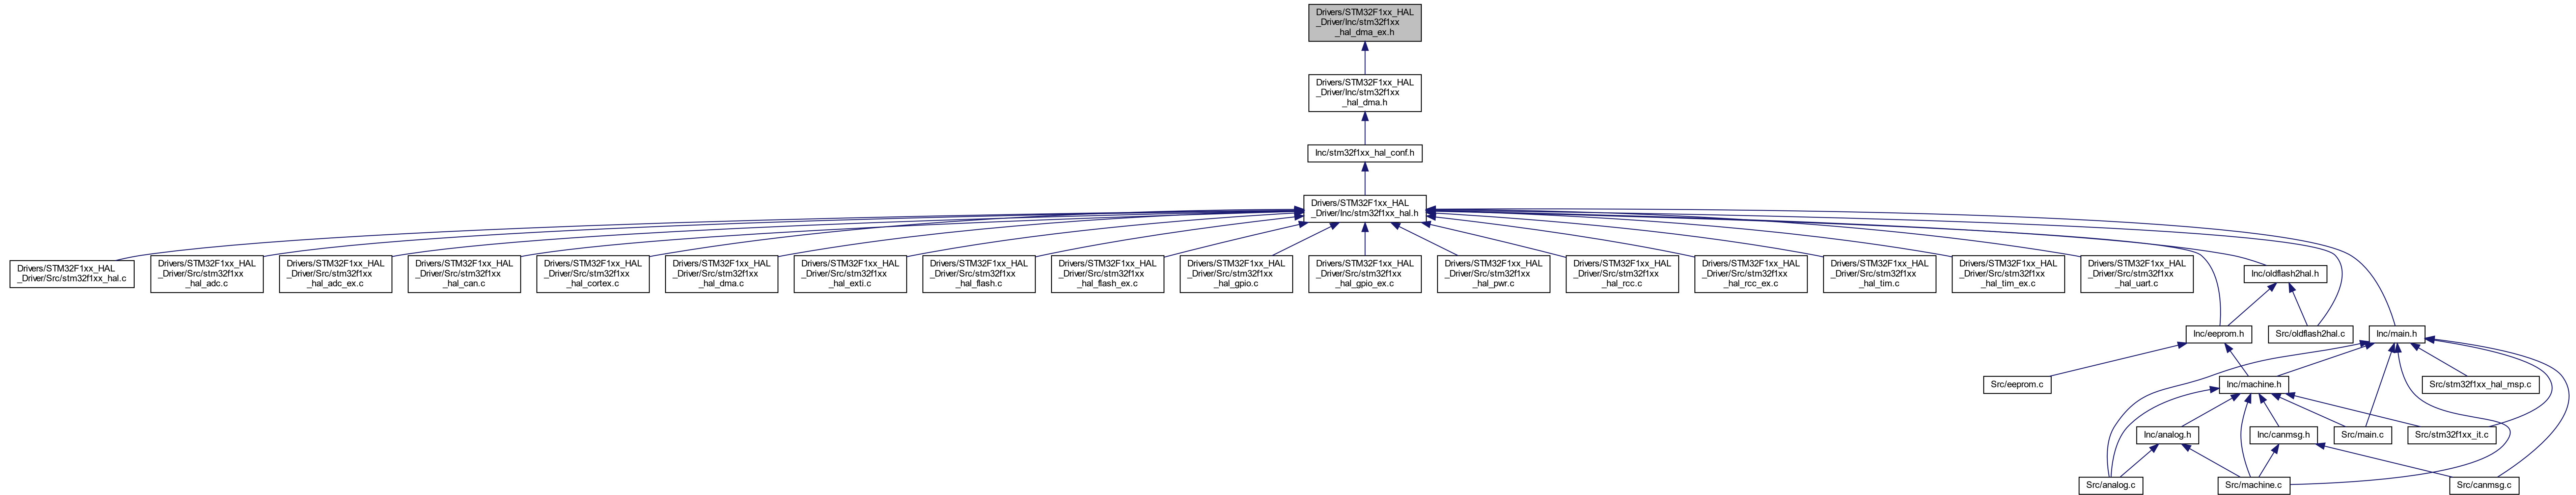 Drivers/STM32F1xx_HAL
_Driver/Inc/stm32f1xx
_hal_dma_ex.h
Drivers/STM32F1xx_HAL
_Driver/Inc/stm32f1xx
_hal_dma.h
Inc/stm32f1xx_hal_conf.h
Drivers/STM32F1xx_HAL
_Driver/Inc/stm32f1xx_hal.h
Drivers/STM32F1xx_HAL
_Driver/Src/stm32f1xx_hal.c
Drivers/STM32F1xx_HAL
_Driver/Src/stm32f1xx
_hal_adc.c
Drivers/STM32F1xx_HAL
_Driver/Src/stm32f1xx
_hal_adc_ex.c
Drivers/STM32F1xx_HAL
_Driver/Src/stm32f1xx
_hal_can.c
Drivers/STM32F1xx_HAL
_Driver/Src/stm32f1xx
_hal_cortex.c
Drivers/STM32F1xx_HAL
_Driver/Src/stm32f1xx
_hal_dma.c
Drivers/STM32F1xx_HAL
_Driver/Src/stm32f1xx
_hal_exti.c
Drivers/STM32F1xx_HAL
_Driver/Src/stm32f1xx
_hal_flash.c
Drivers/STM32F1xx_HAL
_Driver/Src/stm32f1xx
_hal_flash_ex.c
Drivers/STM32F1xx_HAL
_Driver/Src/stm32f1xx
_hal_gpio.c
Drivers/STM32F1xx_HAL
_Driver/Src/stm32f1xx
_hal_gpio_ex.c
Drivers/STM32F1xx_HAL
_Driver/Src/stm32f1xx
_hal_pwr.c
Drivers/STM32F1xx_HAL
_Driver/Src/stm32f1xx
_hal_rcc.c
Drivers/STM32F1xx_HAL
_Driver/Src/stm32f1xx
_hal_rcc_ex.c
Drivers/STM32F1xx_HAL
_Driver/Src/stm32f1xx
_hal_tim.c
Drivers/STM32F1xx_HAL
_Driver/Src/stm32f1xx
_hal_tim_ex.c
Drivers/STM32F1xx_HAL
_Driver/Src/stm32f1xx
_hal_uart.c
Inc/oldflash2hal.h
Inc/eeprom.h
Src/oldflash2hal.c
Inc/main.h
Src/eeprom.c
Inc/machine.h
Src/stm32f1xx_hal_msp.c
Inc/analog.h
Inc/canmsg.h
Src/main.c
Src/stm32f1xx_it.c
Src/analog.c
Src/machine.c
Src/canmsg.c